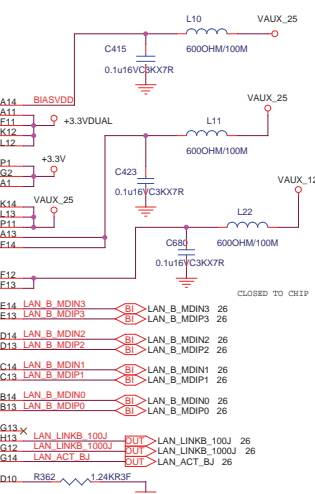 L10
VAUX_25
C415
600OHM/100M
0.1u16VC3KX7R
A14 BIASVDD
A11
F11 +3.3VDUAL
K12
L12
VAUX_25
L11
600OHM/100M
P1 +3.3V
G2
A1
C423
0.1u16VC3KX7R
VAUX_12
K14 VAUX_25
L13
P11
A13
F14
L22
C680 600OHM/100M
0.1u16VC3KX7R
F12
F13
CLOSED TO CHIP
E14 LAN_B_MDIN3 BI LAN_B_MDIN3 26
E13 LAN_B_MDIP3 BI LAN_B_MDIP3 26
D14 LAN_B_MDIN2 BI LAN_B_MDIN2 26
D13 LAN_B_MDIP2 BI LAN_B_MDIP2 26
C14 LAN_B_MDIN1 BI LAN_B_MDIN1 26
C13 LAN_B_MDIP1 BI LAN_B_MDIP1 26
B14 LAN_B_MDIN0 BI LAN_B_MDIN0 26
B13 LAN_B_MDIP0 BI LAN_B_MDIP0 26
G13
H13 LAN_LINKB_100J OUT LAN_LINKB_100J 26
G12 LAN_LINKB_1000J OUT LAN_LINKB_1000J 26
G14 LAN_ACT_BJ OUT LAN_ACT_BJ 26
D10 R362 1.24KR3F